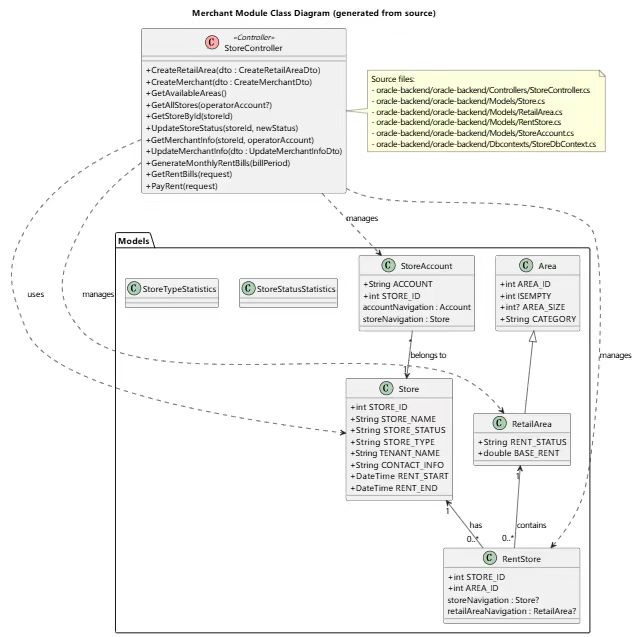 Merchant Module Class Diagram (generated from source)
C
«Controller»
StoreController
+CreateRetailArea(dto : CreateRetailAreaDto)
+CreateMerchant(dto : CreateMerchantDto)
+GetAvailableAreas()
+GetAllStores(operatorAccount?)
+GetStoreById(storeId)
+UpdateStoreStatus(storeId, newStatus)
+GetMerchantInfo(storeId, operatorAccount)
+UpdateMerchantInfo(dto : UpdateMerchantInfoDto)
+GenerateMonthlyRentBills(billPeriod)
+GetRentBills(request)
+PayRent(request)
Source files:
- oracle-backend/oracle-backend/Controllers/StoreController.cs
- oracle-backend/oracle-backend/Models/Store.cs
- oracle-backend/oracle-backend/Models/RetailArea.cs
- oracle-backend/oracle-backend/Models/RentStore.cs
- oracle-backend/oracle-backend/Models/StoreAccount.cs
- oracle-backend/oracle-backend/Dbcontexts/StoreDbContext.cs
manages
Models
C StoreTypeStatistics
C StoreStatusStatistics
C StoreAccount
+String ACCOUNT
+int STORE_ID
accountNavigation : Account
storeNavigation : Store
C Area
+int AREA_ID
+int ISEMPTY
+int? AREA_SIZE
+String CATEGORY
uses
manages
manages
*
belongs to
1
C Store
+int STORE_ID
+String STORE_NAME
+String STORE_STATUS
+String STORE_TYPE
+String TENANT_NAME
+String CONTACT_INFO
+DateTime RENT_START
+DateTime RENT_END
C RetailArea
+String RENT_STATUS
+double BASE_RENT
1
1
has
contains
0..*
0..*
C RentStore
+int STORE_ID
+int AREA_ID
storeNavigation : Store?
retailAreaNavigation : RetailArea?